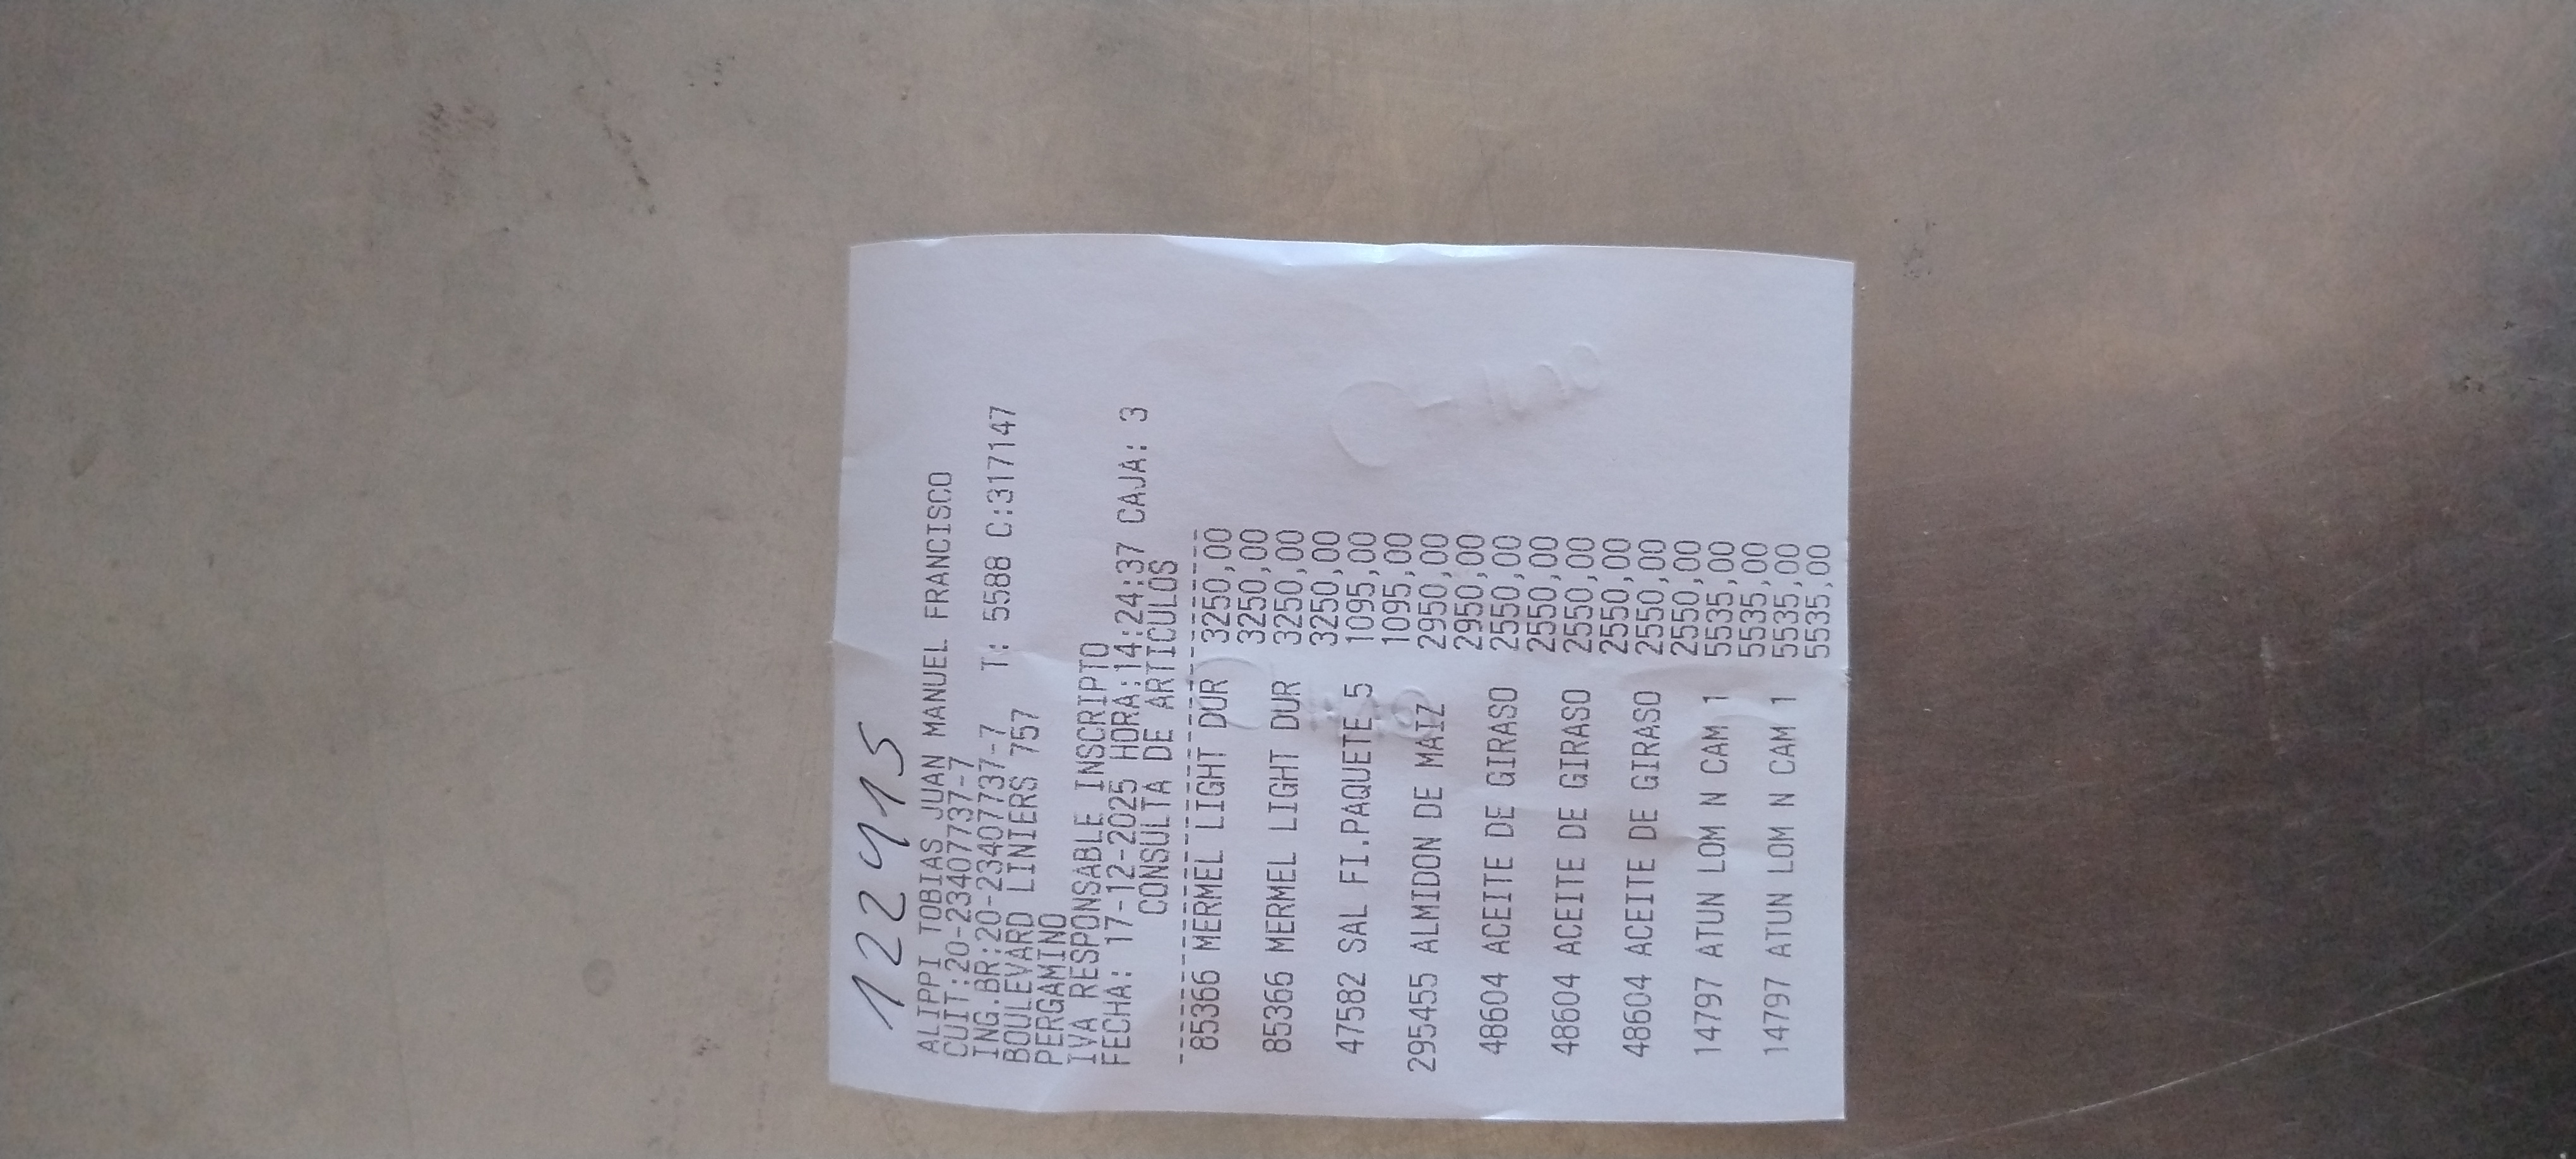 122415
ALIPPI TOBIAS JUAN MANUEL FRANCISCO
CUIT:20-23407737-7
ING.BR:20-23407737-7 T: 5588 C:317147
BOULEVARD LINIERS 757
PERGAMINO
IVA RESPONSABLE INSCRIPTO
FECHA: 17-12-2025 HORA:14:24:37 CAJA: 3
CONSULTA DE ARTICULOS
85366 MERMEL LIGHT DUR 3250,00
3250,00
85366 MERMEL LIGHT DUR 3250,00
3250,00
47582 SAL FI.PAQUETE 5 1095,00
1095,00
295455 ALMIDON DE MAIZ 2950,00
2950,00
48604 ACEITE DE GIRASO 2550,00
2550,00
48604 ACEITE DE GIRASO 2550,00
2550,00
48604 ACEITE DE GIRASO 2550,00
2550,00
14797 ATUN LOM N CAM 1 5535,00
5535,00
14797 ATUN LOM N CAM 1 5535,00
5535,00